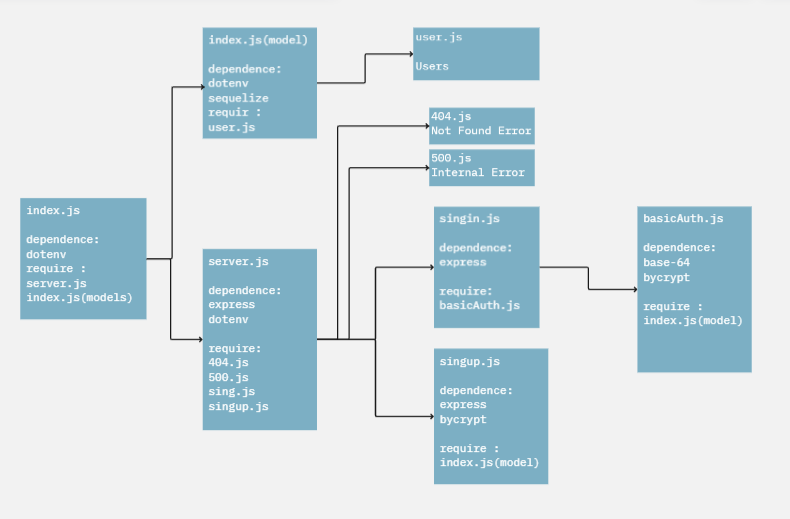 index.js
dependence:
dotenv
require :
server.js
index.js(models)
index.js(model)
dependence:
dotenv
sequelize
requir :
user.js
user.js
Users
404.js
Not Found Error
500.js
Internal Error
server.js
dependence:
express
dotenv
require:
404.js
500.js
sing.js
singup.js
singin.js
dependence:
express
require:
basicAuth.js
singup.js
dependence:
express
bycrypt
require :
index.js(model)
basicAuth.js
dependence:
base-64
bycrypt
require :
index.js(model)